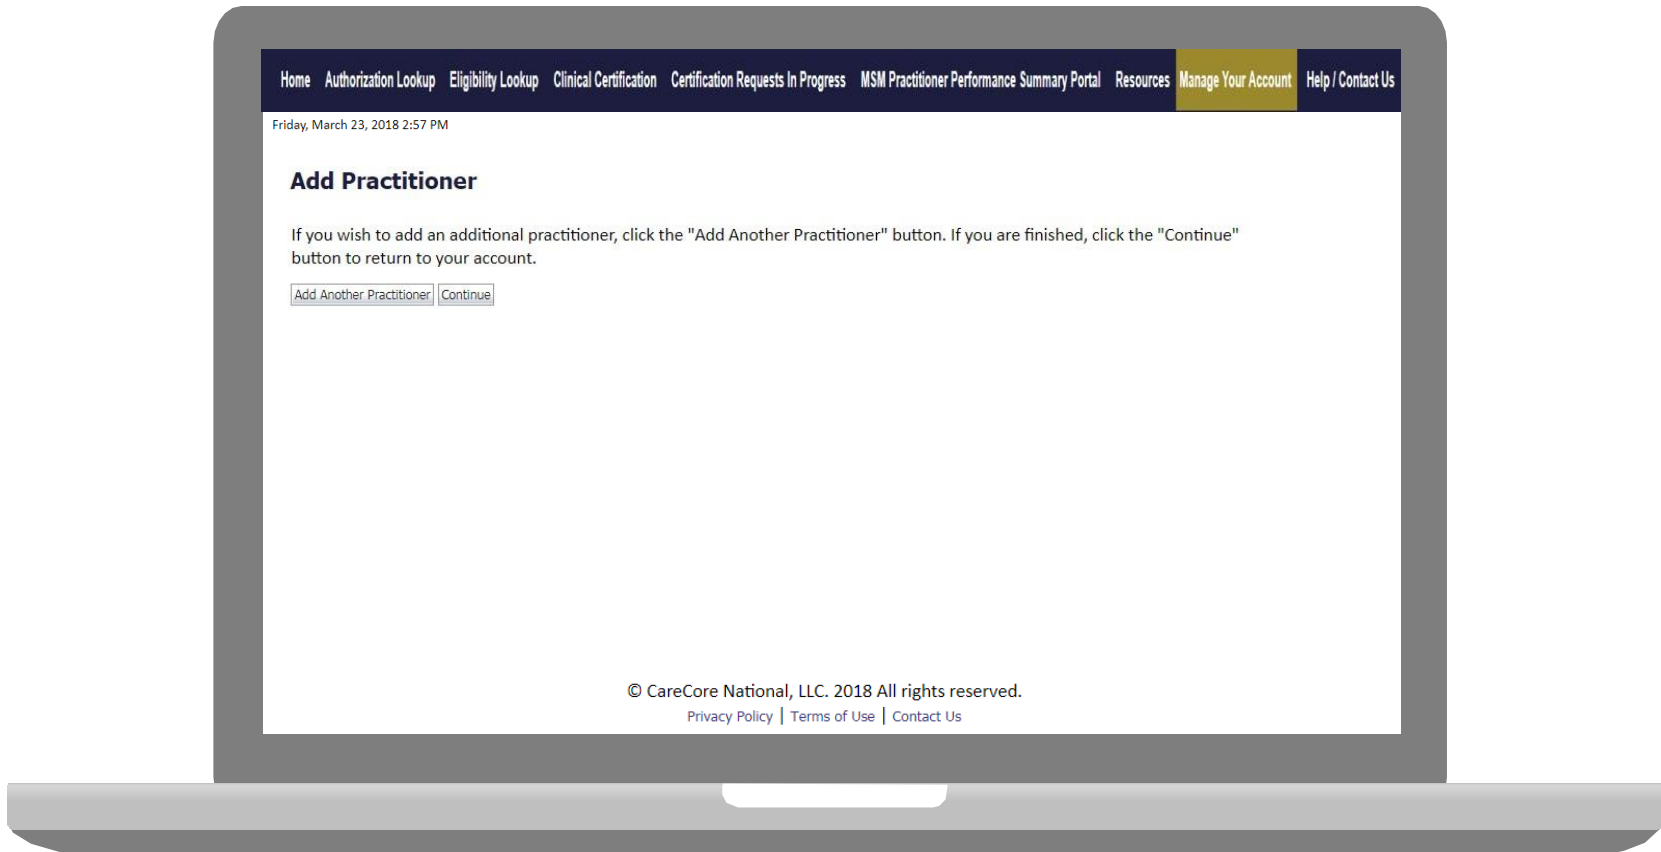 Home Authorization Lookup Eligibility Lookup Clinical Certification Certification Requests In Progress MSM Practitioner Performance Summary Portal Resources Manage Your Account Help / Contact Us
Friday, March 23, 2018 2:57 PM
Add Practitioner
If you wish to add an additional practitioner, click the "Add Another Practitioner" button. If you are finished, click the "Continue"
button to return to your account.
Add Another Practitioner Continue
© CareCore National, LLC. 2018 All rights reserved.
Privacy Policy | Terms of Use | Contact Us